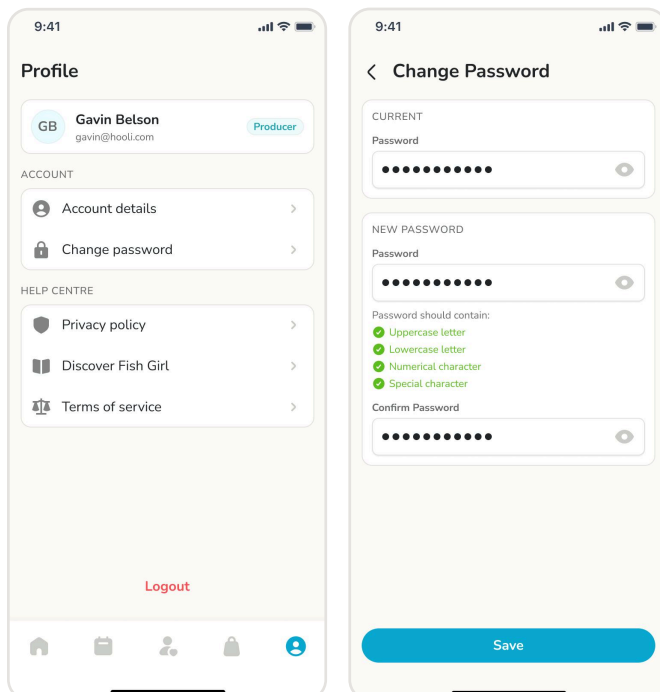 9:41
Profile
GB
Gavin Belson
gavin@hooli.com
Producer
ACCOUNT
Account details
Change password
HELP CENTRE
Privacy policy
Discover Fish Girl
Terms of service
Logout
9:41
Change Password
CURRENT
Password
●●●●●●●●●●●
NEW PASSWORD
Password
●●●●●●●●●●●
Password should contain:
Uppercase letter
Lowercase letter
Numerical character
Special character
Confirm Password
●●●●●●●●●●●
Save